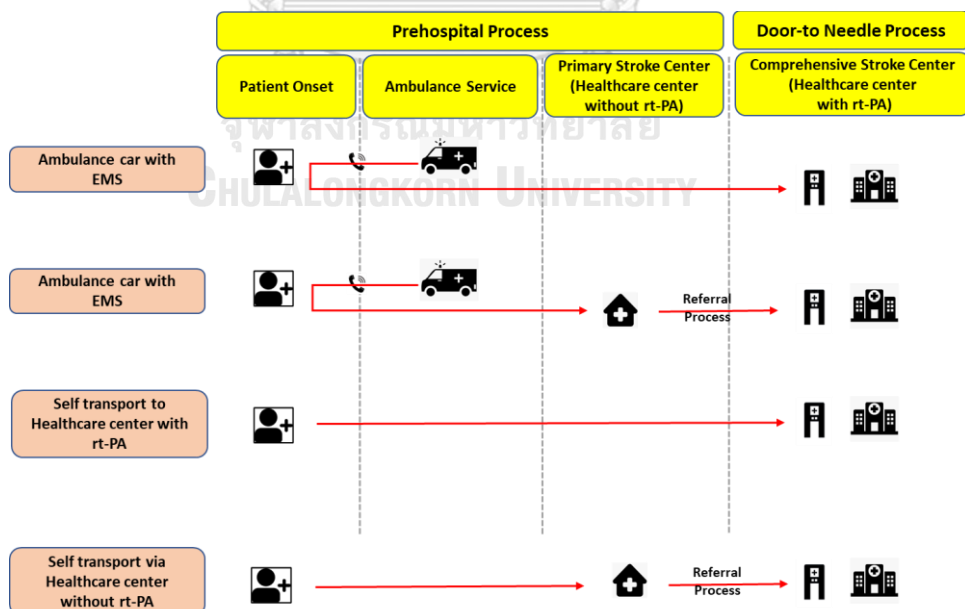 Prehospital Process
Door-to Needle Process
Patient Onset
Ambulance Service
Primary Stroke Center
(Healthcare center
without rt-PA)
Comprehensive Stroke Center
(Healthcare center
with rt-PA)
จุฬาลงกรณ์มหาวิทยาลัย
CHULALONGKORN UNIVERSITY
Ambulance car with
EMS
Ambulance car with
EMS
Referral
Process
Self transport to
Healthcare center with
rt-PA
Self transport via
Healthcare center
without rt-PA
Referral
Process